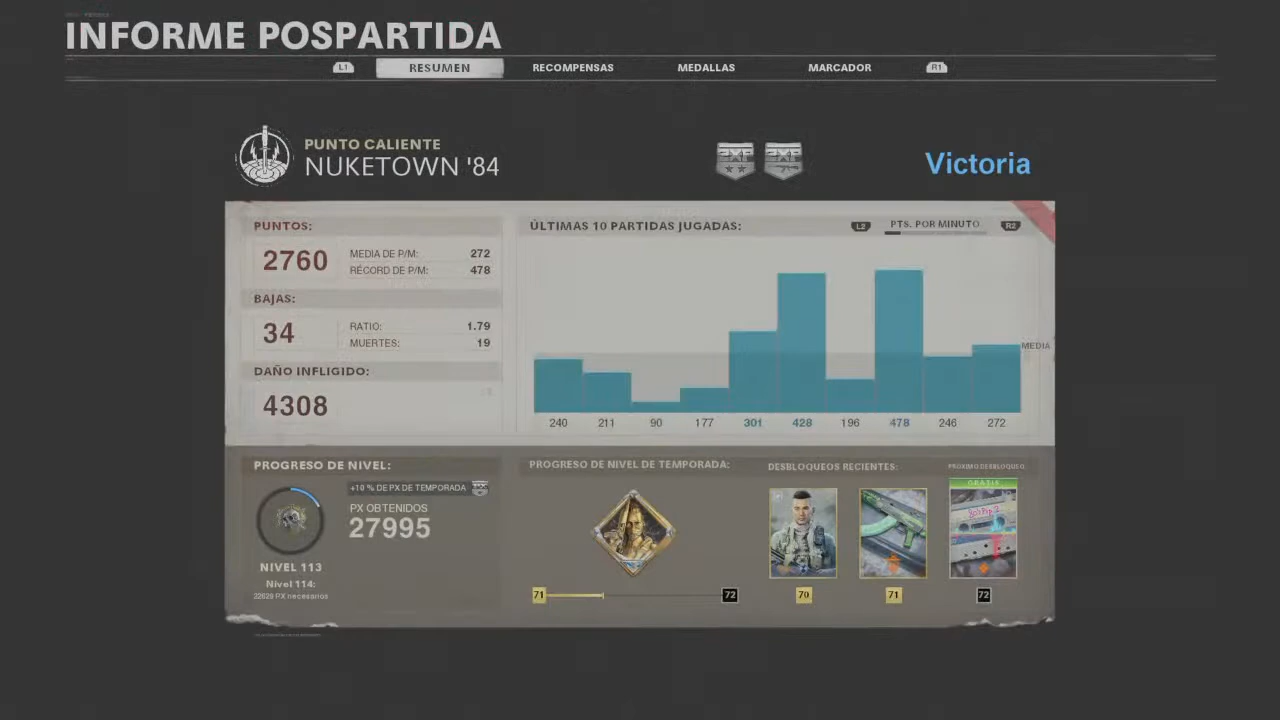 INFORME POSPARTIDA
L1
RESUMEN
RECOMPENSAS
MEDALLAS
MARCADOR
R1
PUNTO CALIENTE
NUKETOWN '84
2XP
2XP
Victoria
PUNTOS:
2760
MEDIA DE P/M: 272
RÉCORD DE P/M: 478
BAJAS:
34
RATIO: 1.79
MUERTES: 19
DAÑO INFLIGIDO:
4308
ÚLTIMAS 10 PARTIDAS JUGADAS:
L2
PTS. POR MINUTO
R2
MEDIA
240 211 90 177 301 428 196 478 246 272
PROGRESO DE NIVEL:
+10 % DE PX DE TEMPORADA
PX OBTENIDOS
27995
NIVEL 113
Nivel 114:
22629 PX necesarios
PROGRESO DE NIVEL DE TEMPORADA:
71
72
DESBLOQUEOS RECIENTES:
70
71
PRÓXIMO DESBLOQUEO:
GRATIS
72